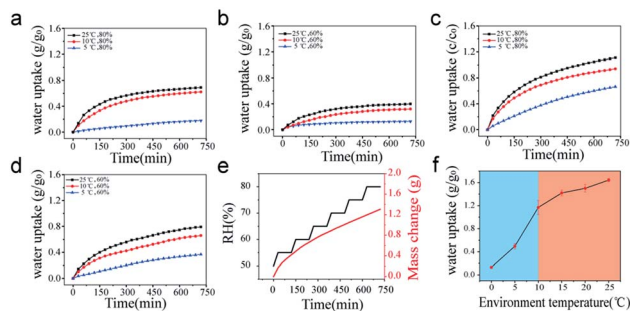 a
water uptake (g/g₀)
1.6
1.2
0.8
0.4
0.0
25℃,80%
10℃,80%
5℃,80%
0 150 300 450 600 750
Time(min)
b
water uptake (g/g₀)
1.6
1.2
0.8
0.4
0.0
25℃,60%
10℃,60%
5℃,60%
0 150 300 450 600 750
Time(min)
c
water uptake (c/c₀)
1.6
1.2
0.8
0.4
0.0
25℃,80%
10℃,80%
5℃,80%
0 150 300 450 600 750
Time(min)
d
water uptake (g/g₀)
1.6
1.2
0.8
0.4
0.0
25℃,60%
10℃,60%
5℃,60%
0 150 300 450 600 750
Time(min)
e
RH(%)
80
70
60
50
0 150 300 450 600 750
Time(min)
1.6
1.2
0.8
0.4
0.0
Mass change (g)
f
water uptake (g/g₀)
1.6
1.2
0.8
0.4
0.0
0 5 10 15 20 25
Environment temperature(℃)